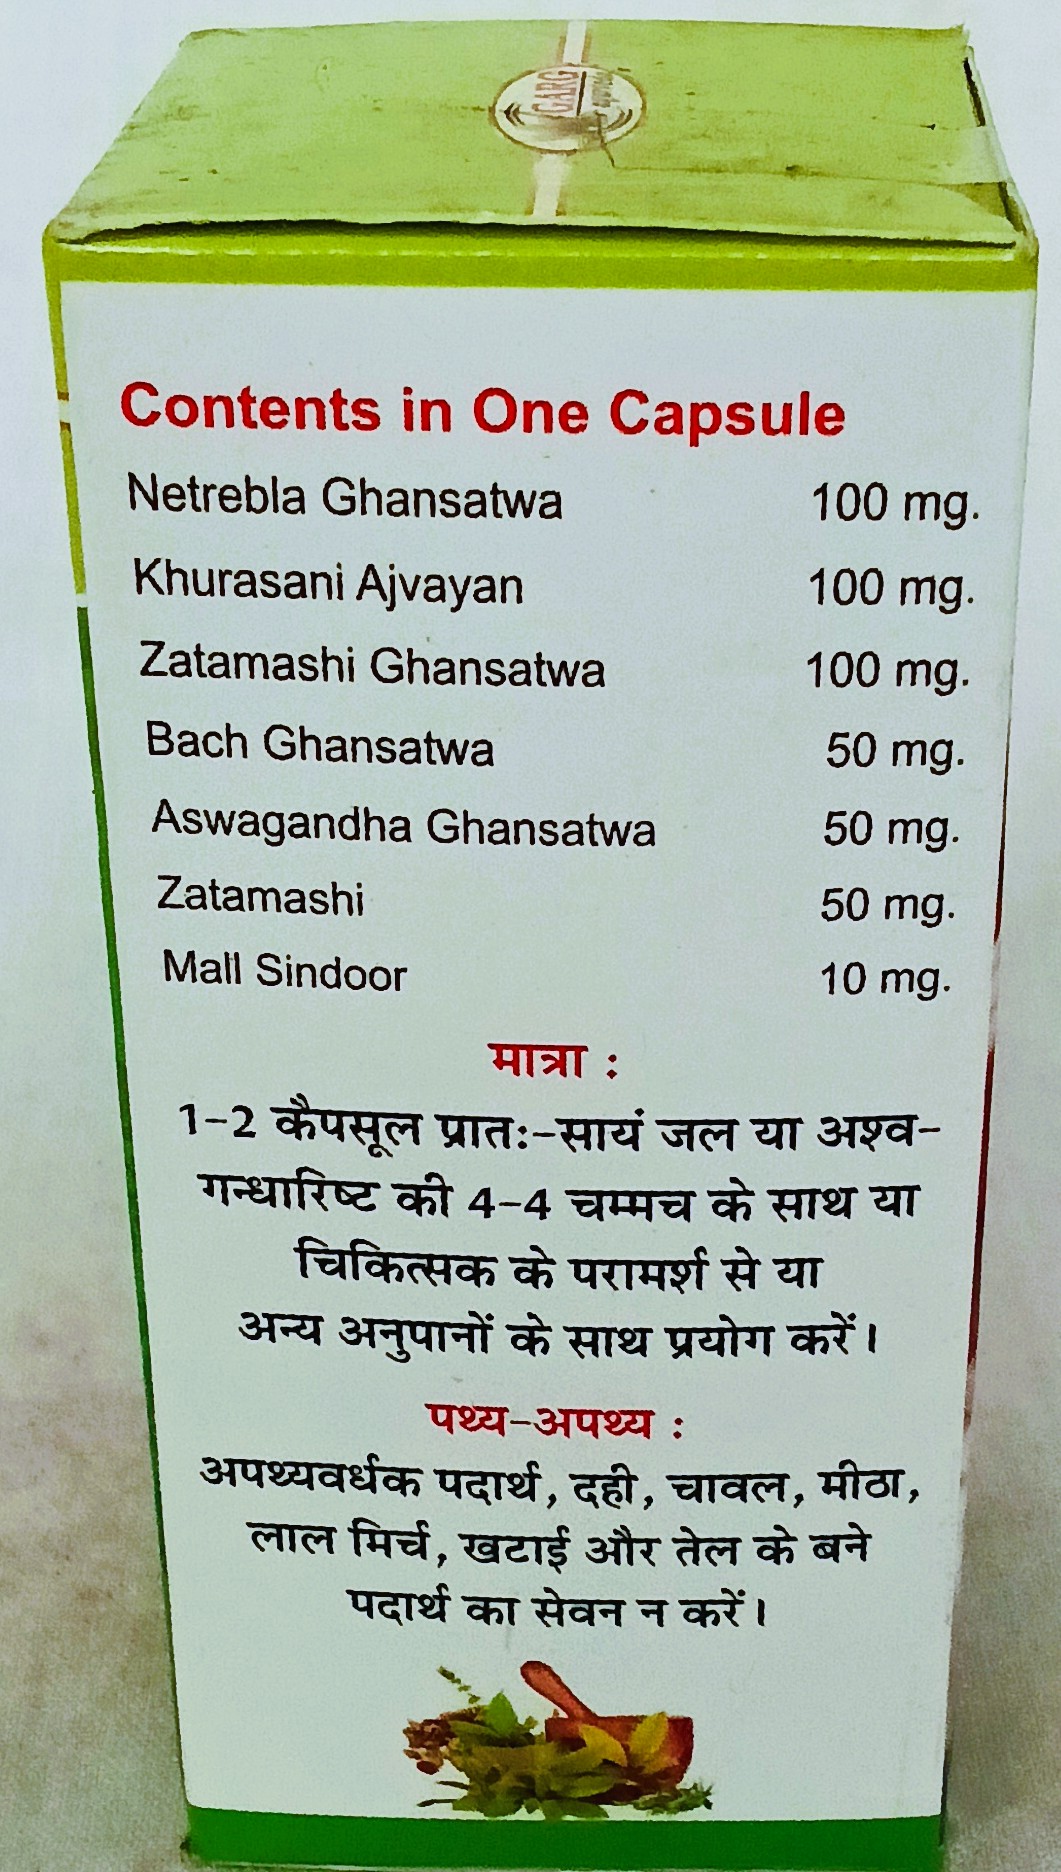 GARG
Contents in One Capsule
Netrebla Ghansatwa 100 mg.
Khurasani Ajvayan 100 mg.
Zatamashi Ghansatwa 100 mg.
Bach Ghansatwa 50 mg.
Aswagandha Ghansatwa 50 mg.
Zatamashi 50 mg.
Mall Sindoor 10 mg.
मात्रा :
1-2 कैपसूल प्रातः-सायं जल या अश्व-
गन्धारिष्ट की 4-4 चम्मच के साथ या
चिकित्सक के परामर्श से या
अन्य अनुपानों के साथ प्रयोग करें।
पथ्य-अपथ्य :
अपथ्यवर्धक पदार्थ, दही, चावल, मीठा,
लाल मिर्च, खटाई और तेल के बने
पदार्थ का सेवन न करें।